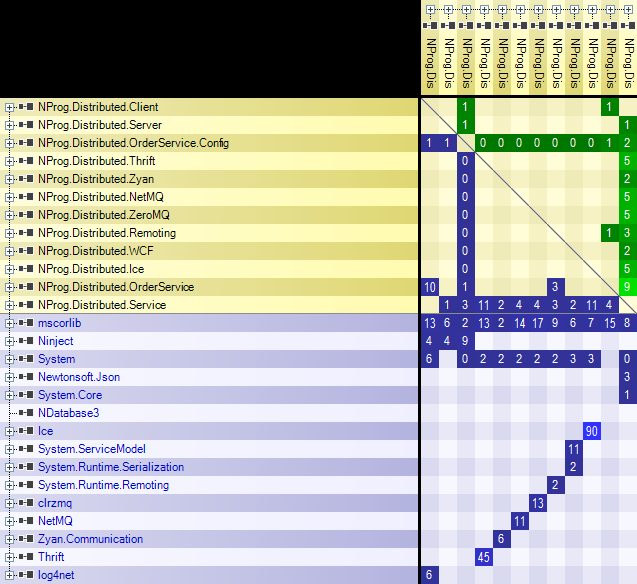 NProg.Dis
NProg.Dis
NProg.Dis
NProg.Dis
NProg.Dis
NProg.Dis
NProg.Dis
NProg.Dis
NProg.Dis
NProg.Dis
NProg.Dis
NProg.Dis
NProg.Distributed.Client 1 1
NProg.Distributed.Server 1 1
NProg.Distributed.OrderService.Config 1 1 0 0 0 0 0 0 0 1 2
NProg.Distributed.Thrift 0 5
NProg.Distributed.Zyan 0 2
NProg.Distributed.NetMQ 0 5
NProg.Distributed.ZeroMQ 0 5
NProg.Distributed.Remoting 0 1 3
NProg.Distributed.WCF 0 2
NProg.Distributed.Ice 0 5
NProg.Distributed.OrderService 10 1 3 9
NProg.Distributed.Service 1 3 11 2 4 4 3 2 11 4
mscorlib 13 6 2 13 2 14 17 9 6 7 15 8
Ninject 4 4 9
System 6 0 2 2 2 2 2 3 3 0
Newtonsoft.Json 3
System.Core 1
NDatabase3
Ice 90
System.ServiceModel 11
System.Runtime.Serialization 2
System.Runtime.Remoting 2
clrzmq 13
NetMQ 11
Zyan.Communication 6
Thrift 45
log4net 6